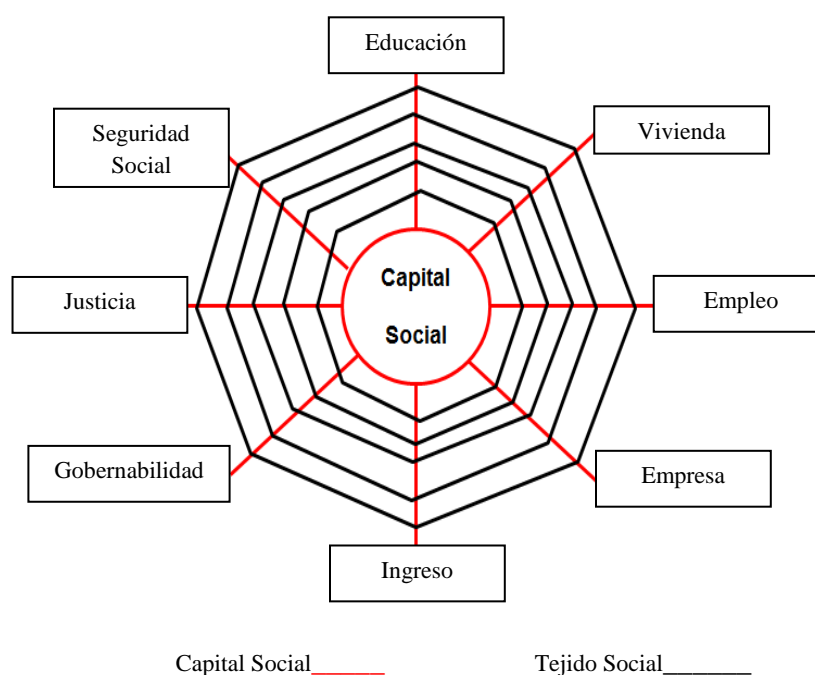 Educación
Seguridad
Social
Vivienda
Capital
Social
Justicia
Empleo
Gobernabilidad
Empresa
Ingreso
Capital Social______ Tejido Social_______